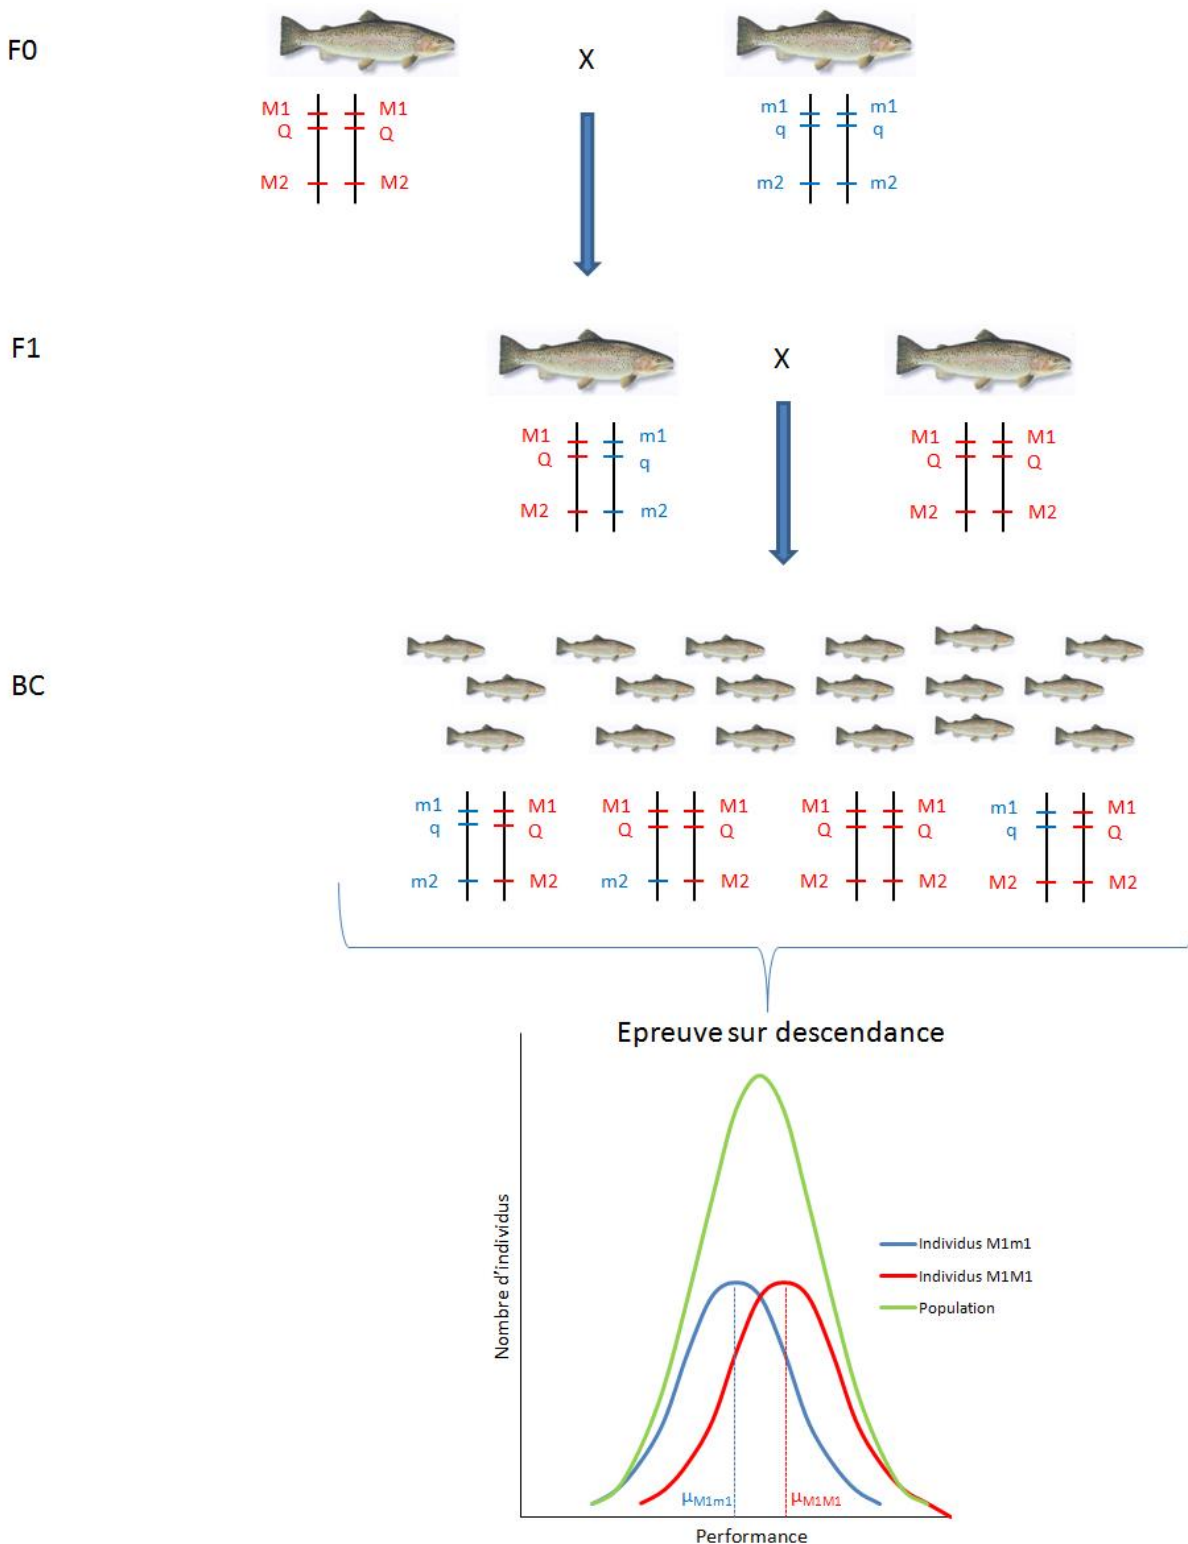 F0
X
M1 M1 m1 m1
Q Q q q
M2 M2 m2 m2
F1
X
M1 m1 M1 M1
Q q Q Q
M2 m2 M2 M2
BC
m1 M1 M1 M1 M1 M1 m1 M1
q Q Q Q Q Q q Q
m2 M2 m2 M2 M2 M2 M2 M2
Epreuve sur descendance
Nombre d'individus
Individus M1m1
Individus M1M1
Population
μM1m1 μM1M1
Performance